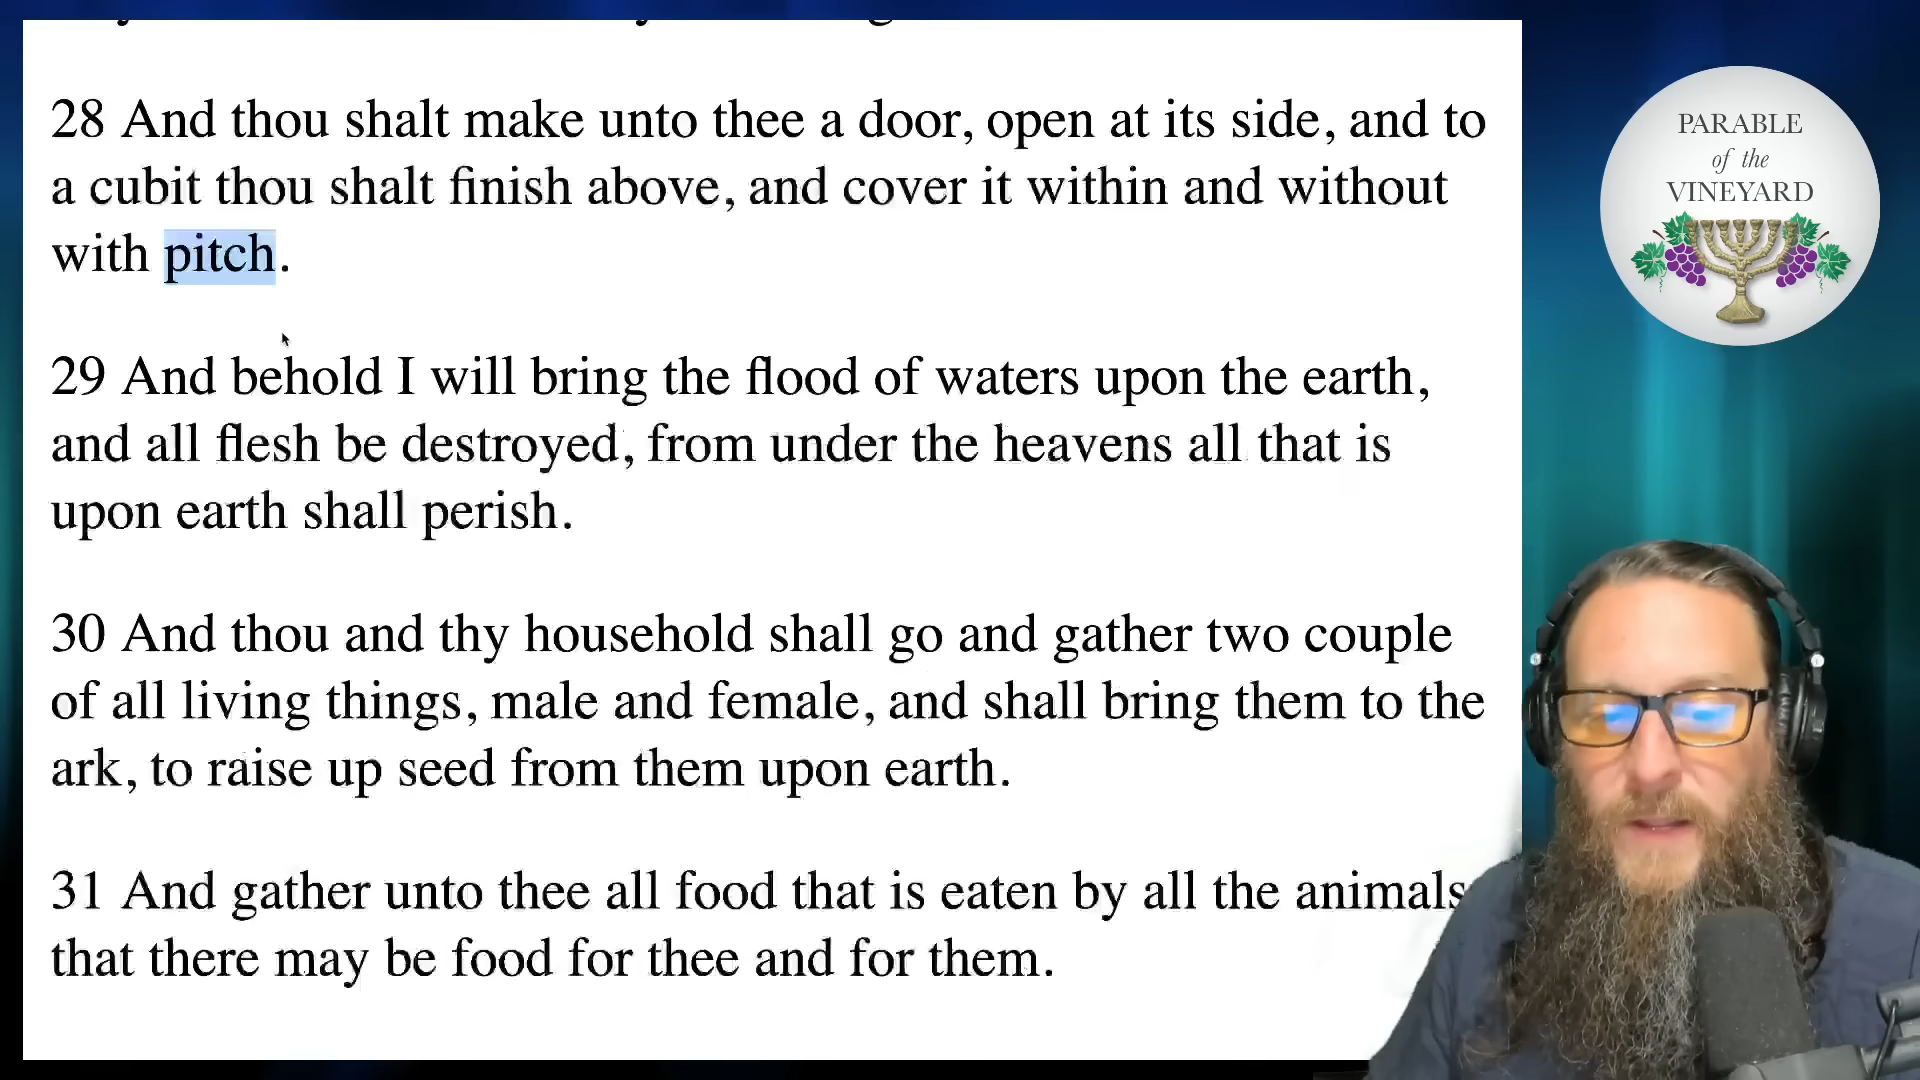 28 And thou shalt make unto thee a door, open at its side, and to
a cubit thou shalt finish above, and cover it within and without
with pitch.
29 And behold I will bring the flood of waters upon the earth,
and all flesh be destroyed, from under the heavens all that is
upon earth shall perish.
30 And thou and thy household shall go and gather two couple
of all living things, male and female, and shall bring them to the
ark, to raise up seed from them upon earth.
31 And gather unto thee all food that is eaten by all the animals
that there may be food for thee and for them.
PARABLE
of the
VINEYARD